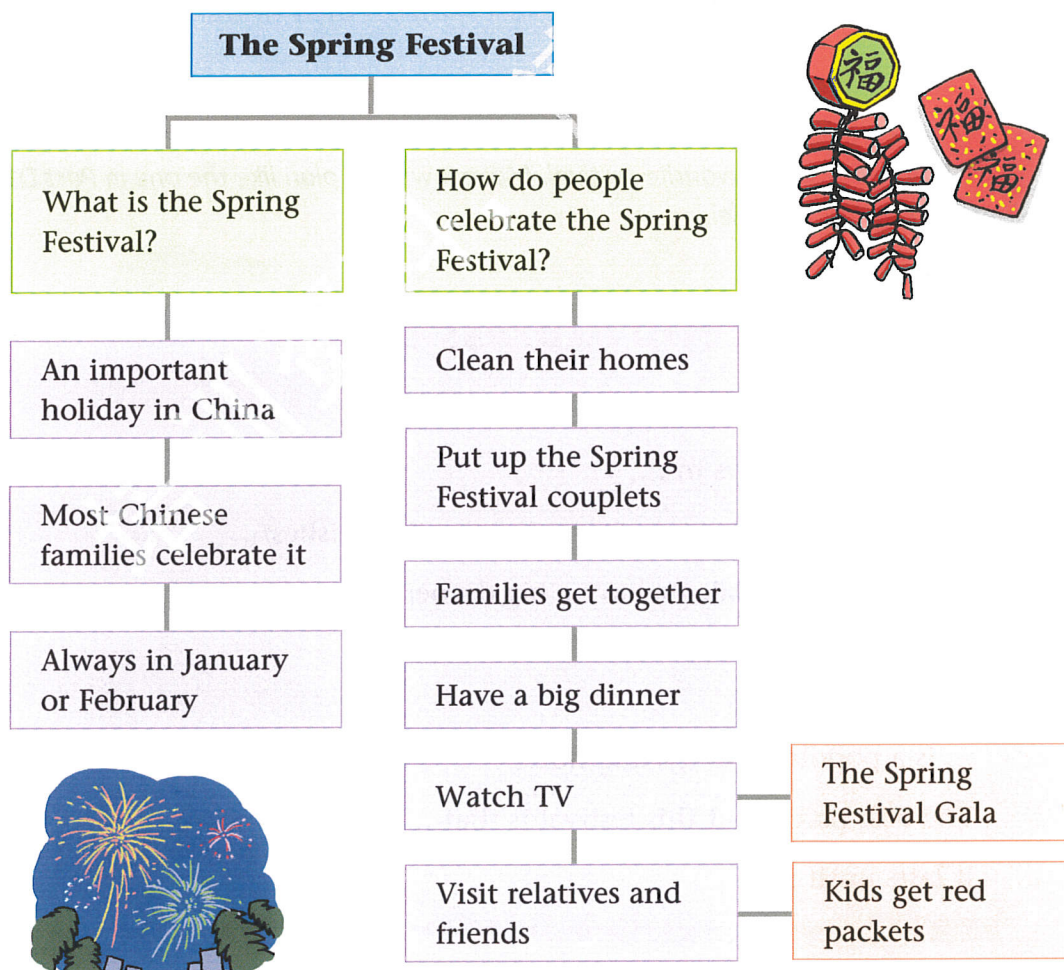 The Spring Festival
What is the Spring
Festival?
An important
holiday in China
Most Chinese
families celebrate it
Always in January
or February
How do people
celebrate the Spring
Festival?
Clean their homes
Put up the Spring
Festival couplets
Families get together
Have a big dinner
Watch TV
The Spring
Festival Gala
Visit relatives and
friends
Kids get red
packets
福
福
福